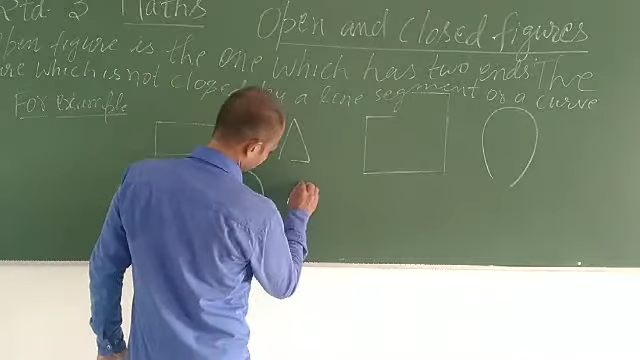 Std- 3 Maths
Open and closed figures
Open figure is the one which has two ends The
which is not closed by a line segment or a curve
For Example